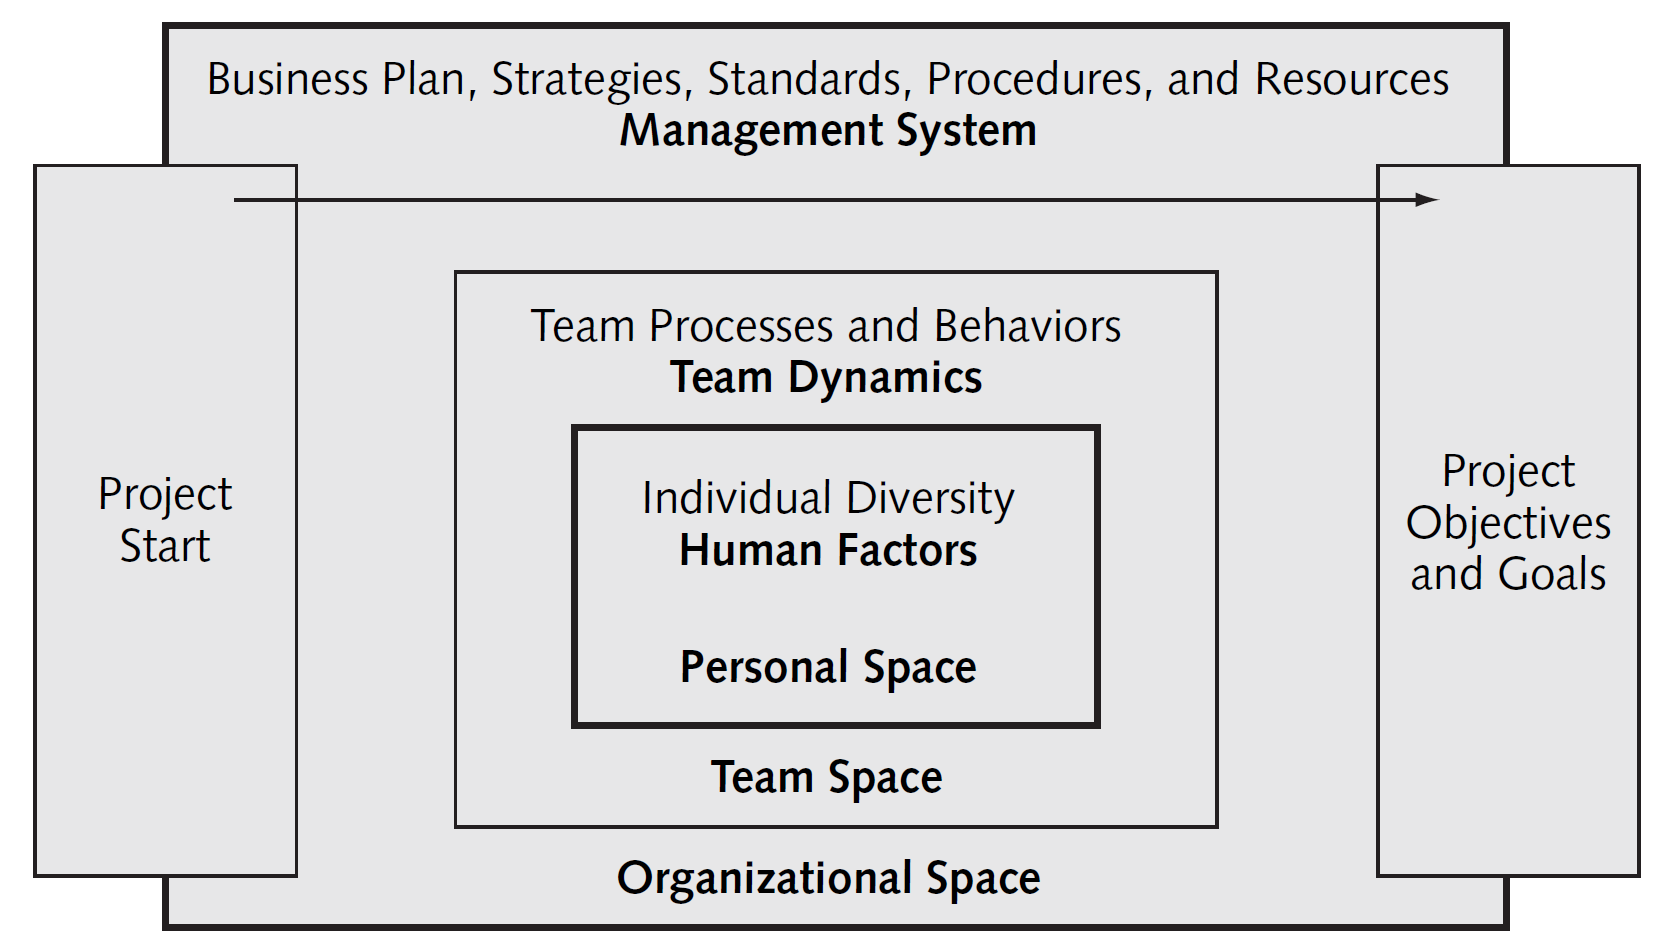 Business Plan, Strategies, Standards, Procedures, and Resources
Management System
Project
Start
Team Processes and Behaviors
Team Dynamics
Individual Diversity
Human Factors
Personal Space
Team Space
Organizational Space
Project
Objectives
and Goals